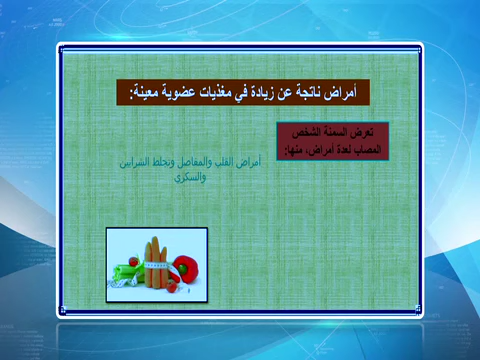 أمراض ناتجة عن زيادة في مغذيات عضوية معينة:
تعرض السمنة الشخص
المصاب لعدة أمراض، منها:
أمراض القلب والمفاصل وتجلط الشرايين
والسكري